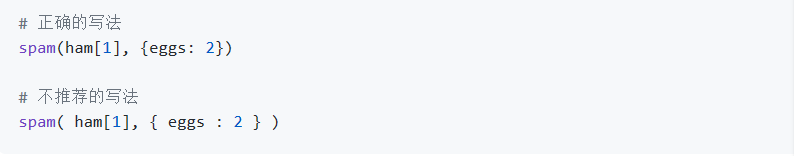 # 正确的写法
spam(ham[1], {eggs: 2})
# 不推荐的写法
spam( ham[1], { eggs : 2 } )